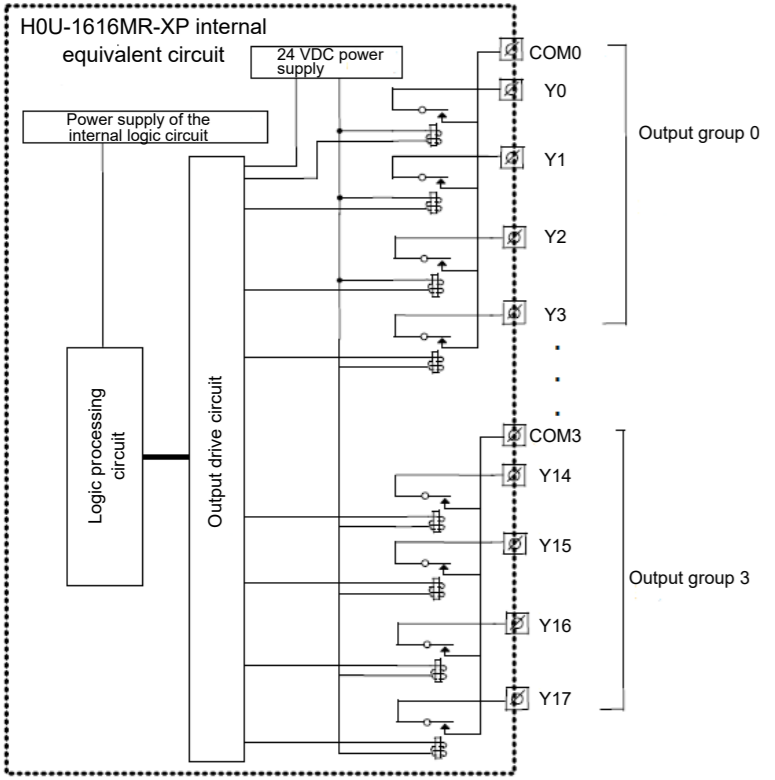 H0U-1616MR-XP internal
equivalent circuit
24 VDC power
supply
Power supply of the
internal logic circuit
Logic processing
circuit
Output drive circuit
COM0
Y0
Y1
Y2
Y3
Output group 0
COM3
Y14
Y15
Y16
Y17
Output group 3